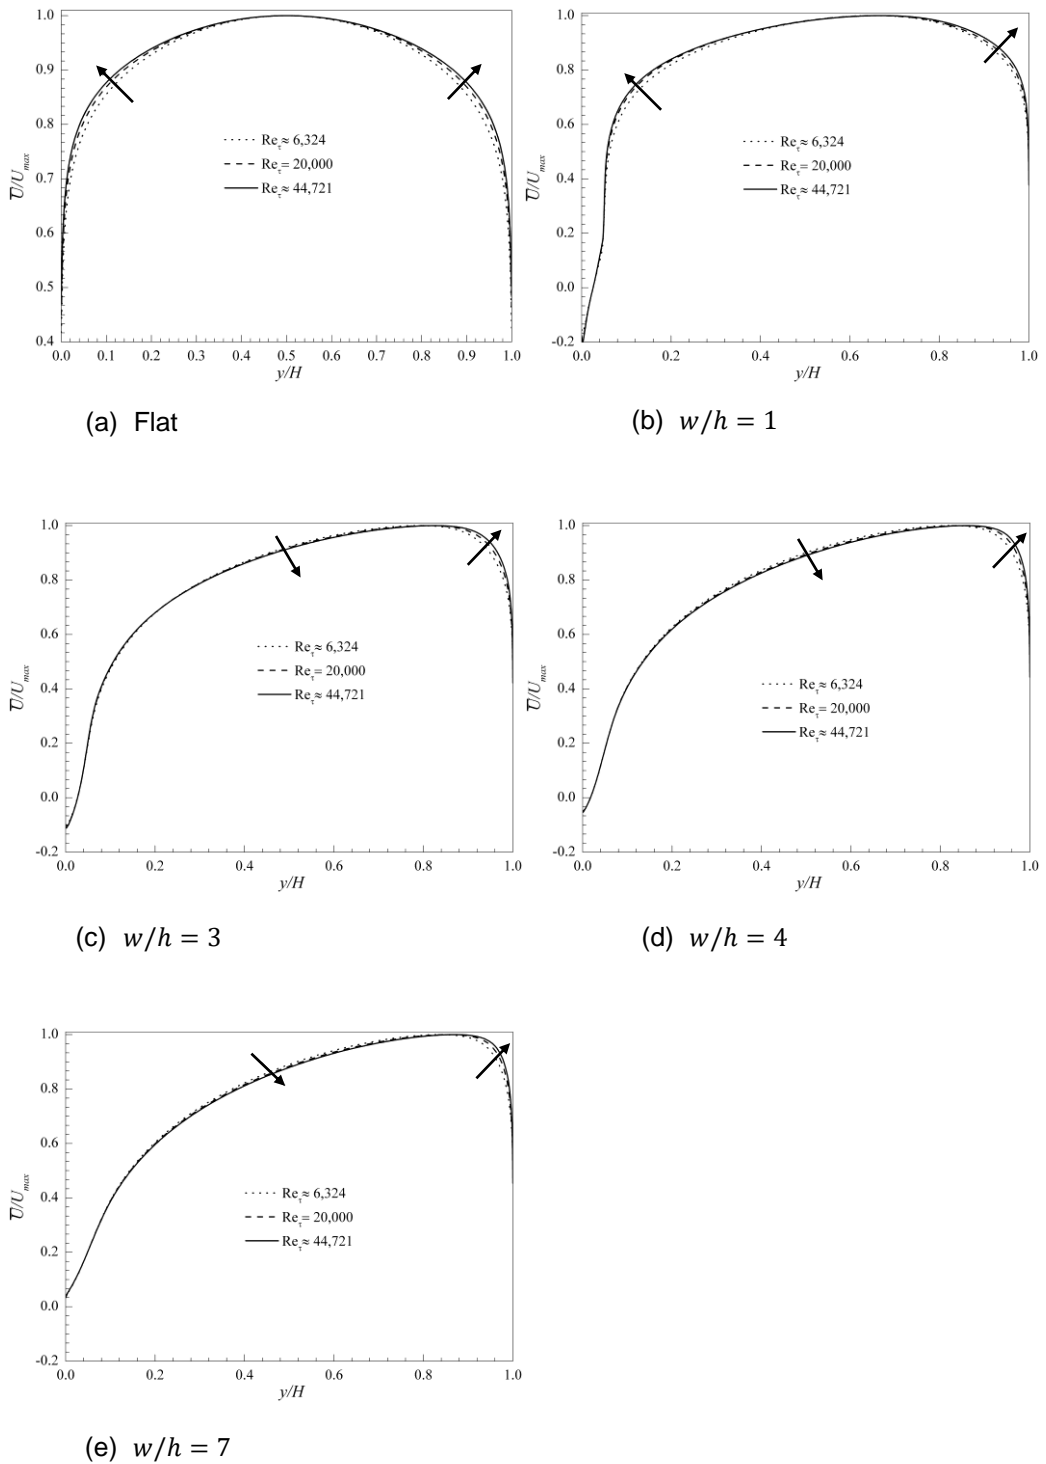 1.0
0.9
0.8
0.7
0.6
0.5
0.4
U̅/U_max
Re_τ ≈ 6,324
Re_τ = 20,000
Re_τ ≈ 44,721
0.0 0.1 0.2 0.3 0.4 0.5 0.6 0.7 0.8 0.9 1.0
y/H
(a) Flat
1.0
0.8
0.6
0.4
0.2
0.0
-0.2
U̅/U_max
Re_τ ≈ 6,324
Re_τ = 20,000
Re_τ ≈ 44,721
0.0 0.2 0.4 0.6 0.8 1.0
y/H
(b) w/h = 1
1.0
0.8
0.6
0.4
0.2
0.0
-0.2
U̅/U_max
Re_τ ≈ 6,324
Re_τ = 20,000
Re_τ ≈ 44,721
0.0 0.2 0.4 0.6 0.8 1.0
y/H
(c) w/h = 3
1.0
0.8
0.6
0.4
0.2
0.0
-0.2
U̅/U_max
Re_τ ≈ 6,324
Re_τ = 20,000
Re_τ ≈ 44,721
0.0 0.2 0.4 0.6 0.8 1.0
y/H
(d) w/h = 4
1.0
0.8
0.6
0.4
0.2
0.0
-0.2
U̅/U_max
Re_τ ≈ 6,324
Re_τ = 20,000
Re_τ ≈ 44,721
0.0 0.2 0.4 0.6 0.8 1.0
y/H
(e) w/h = 7